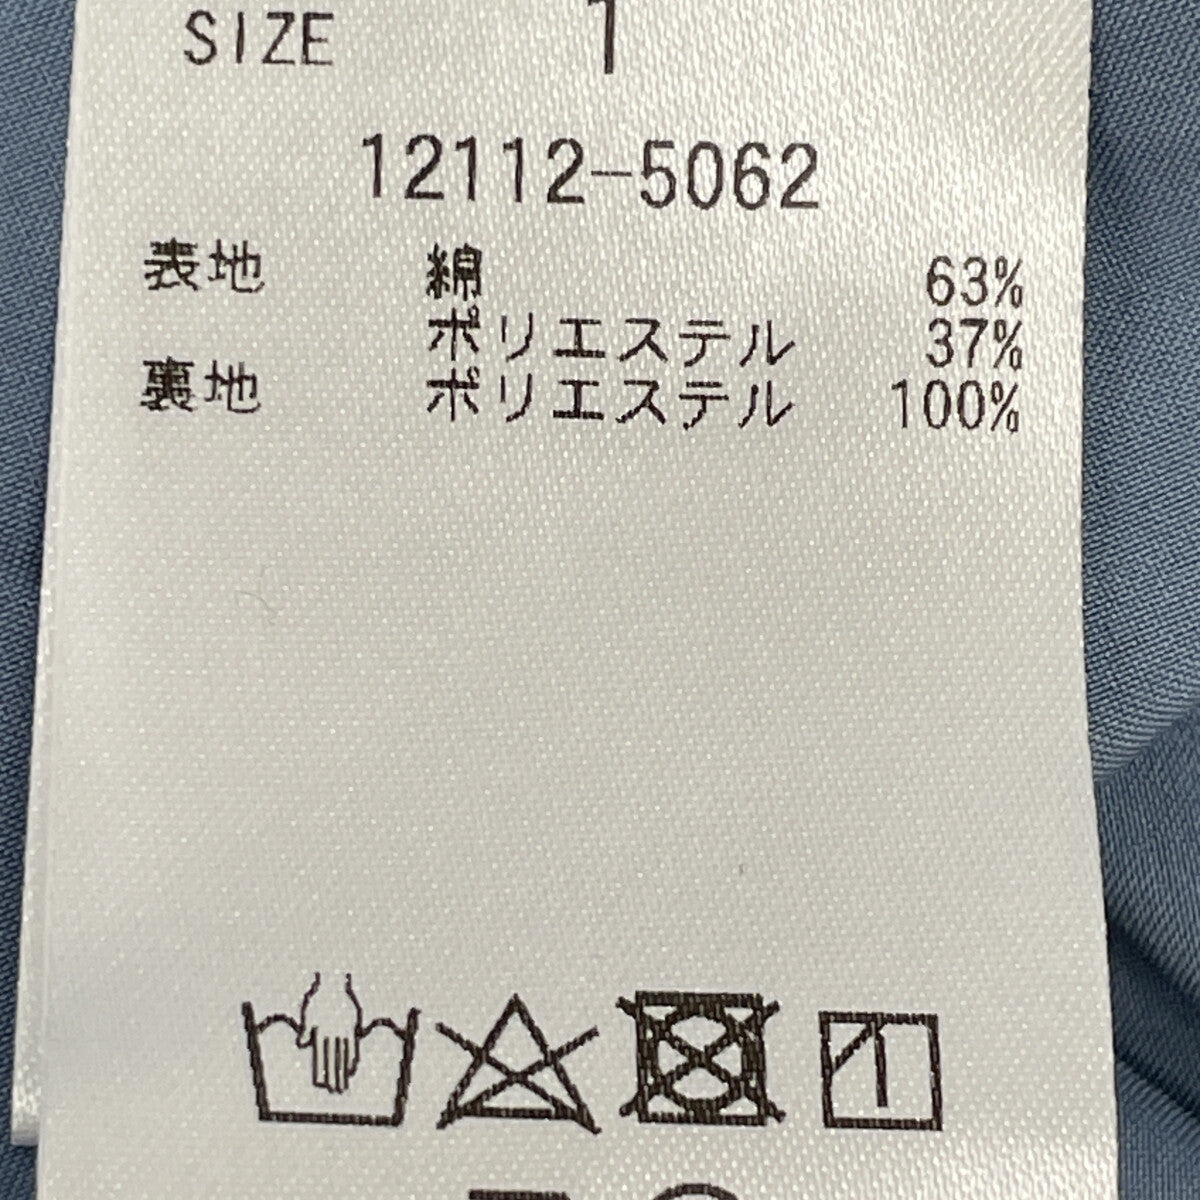 SIZE 1
12112-5062
表地 綿 63%
ポリエステル 37%
裏地 ポリエステル 100%